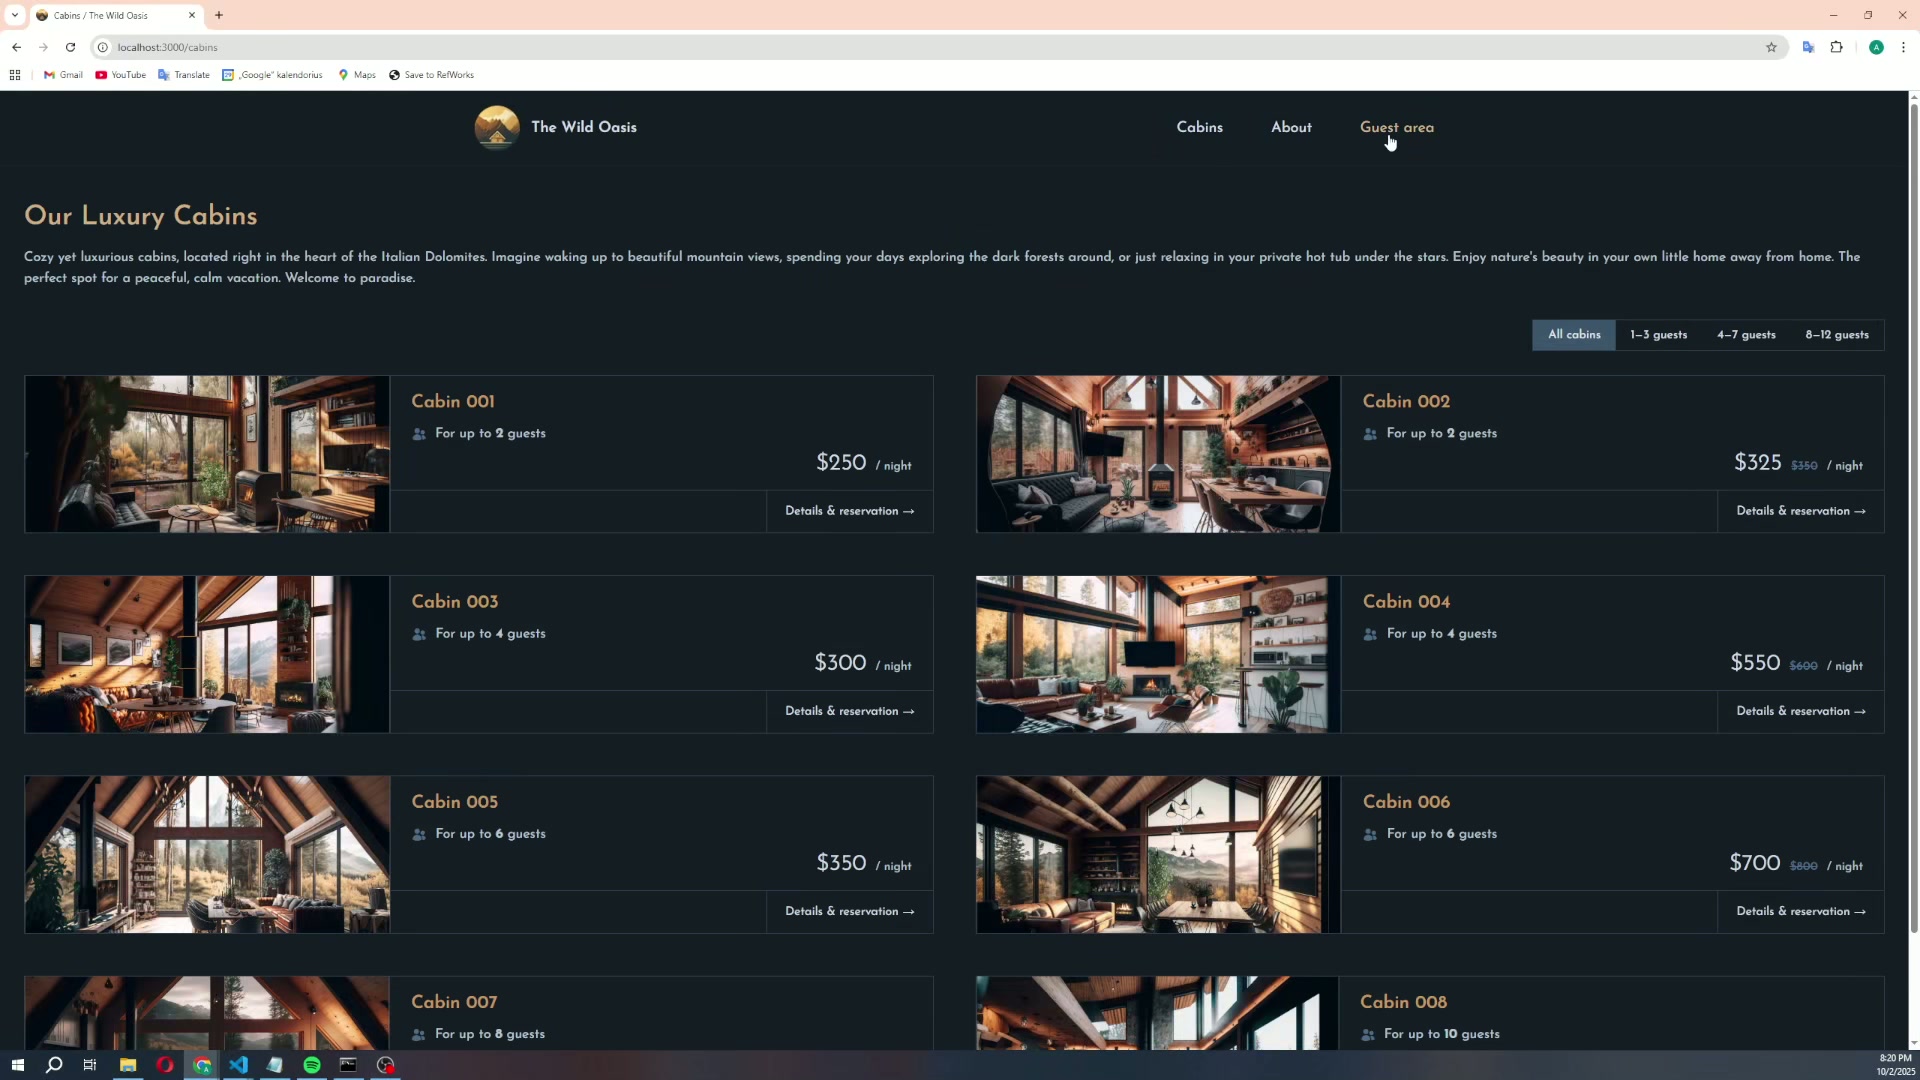 Cabins / The Wild Oasis
localhost:3000/cabins
A
Gmail
YouTube
Translate
„Google“ kalendorius
Maps
Save to RefWorks
The Wild Oasis
Cabins
About
Guest area
Our Luxury Cabins
Cozy yet luxurious cabins, located right in the heart of the Italian Dolomites. Imagine waking up to beautiful mountain views, spending your days exploring the dark forests around, or just relaxing in your private hot tub under the stars. Enjoy nature's beauty in your own little home away from home. The
perfect spot for a peaceful, calm vacation. Welcome to paradise.
All cabins
1–3 guests
4–7 guests
8–12 guests
Cabin 001
For up to 2 guests
$250 / night
Details & reservation →
Cabin 002
For up to 2 guests
$325 $350 / night
Details & reservation →
Cabin 003
For up to 4 guests
$300 / night
Details & reservation →
Cabin 004
For up to 4 guests
$550 $600 / night
Details & reservation →
Cabin 005
For up to 6 guests
$350 / night
Details & reservation →
Cabin 006
For up to 6 guests
$700 $800 / night
Details & reservation →
Cabin 007
For up to 8 guests
Cabin 008
For up to 10 guests
8:20 PM
10/2/2025